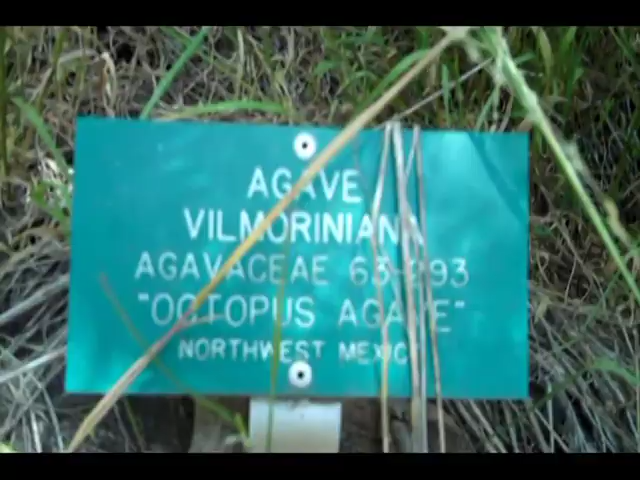 AGAVE
VILMORINIANA
AGAVACEAE
"OCTOPUS AGAVE"
NORTHWEST MEXICO